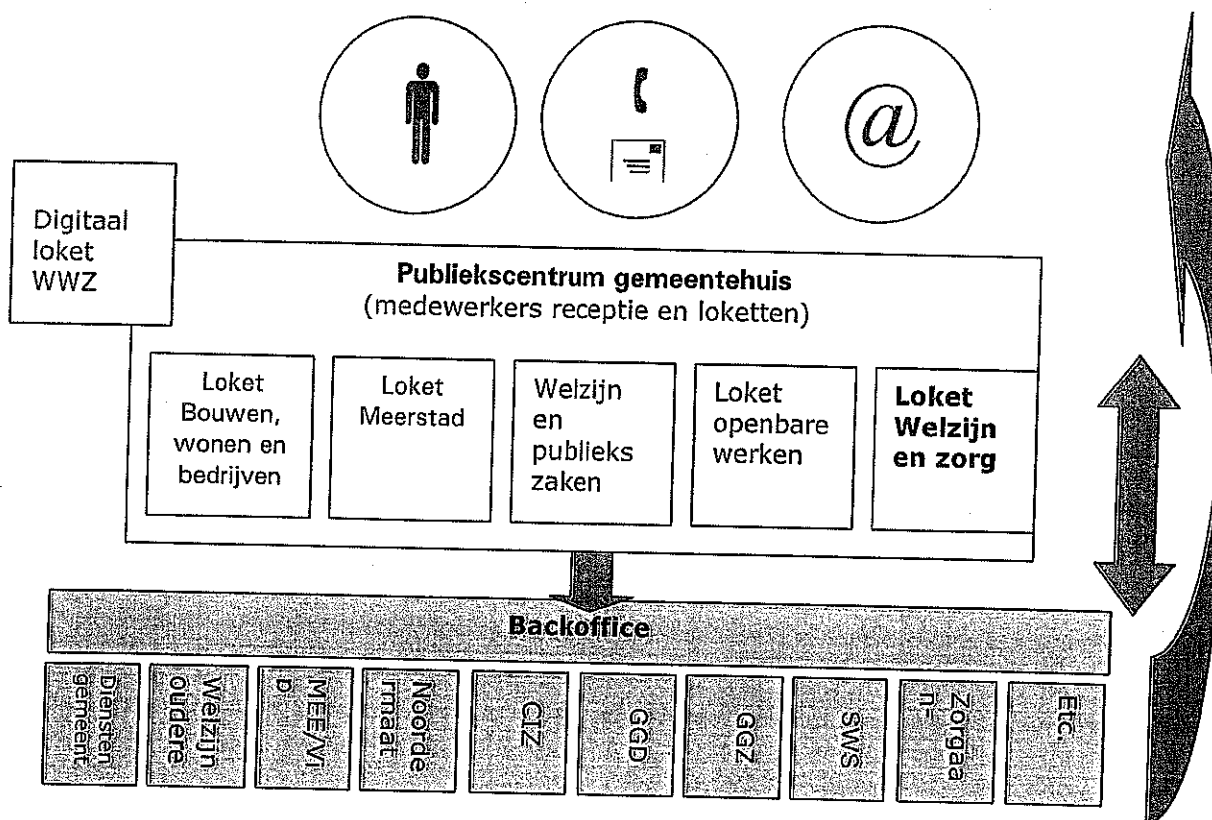 @
Digitaal
loket
WWZ
Publiekscentrum gemeentehuis
(medewerkers receptie en loketten)
Loket
Bouwen,
wonen en
bedrijven
Loket
Meerstad
Welzijn
en
publieks
zaken
Loket
openbare
werken
Loket
Welzijn
en zorg
Backoffice
Diensten
gemeent
Welzijn
oudere
MEE/VI
P
Noorde
rmaat
CIZ
GGD
GGZ
SWS
Zorgaa
n-
Etc.